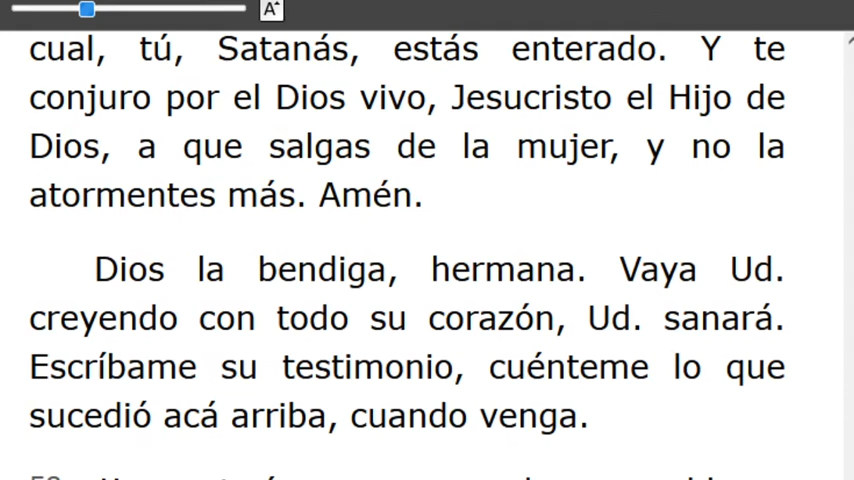 A
cual, tú, Satanás, estás enterado. Y te
conjuro por el Dios vivo, Jesucristo el Hijo de
Dios, a que salgas de la mujer, y no la
atormentes más. Amén.
Dios la bendiga, hermana. Vaya Ud.
creyendo con todo su corazón, Ud. sanará.
Escríbame su testimonio, cuénteme lo que
sucedió acá arriba, cuando venga.